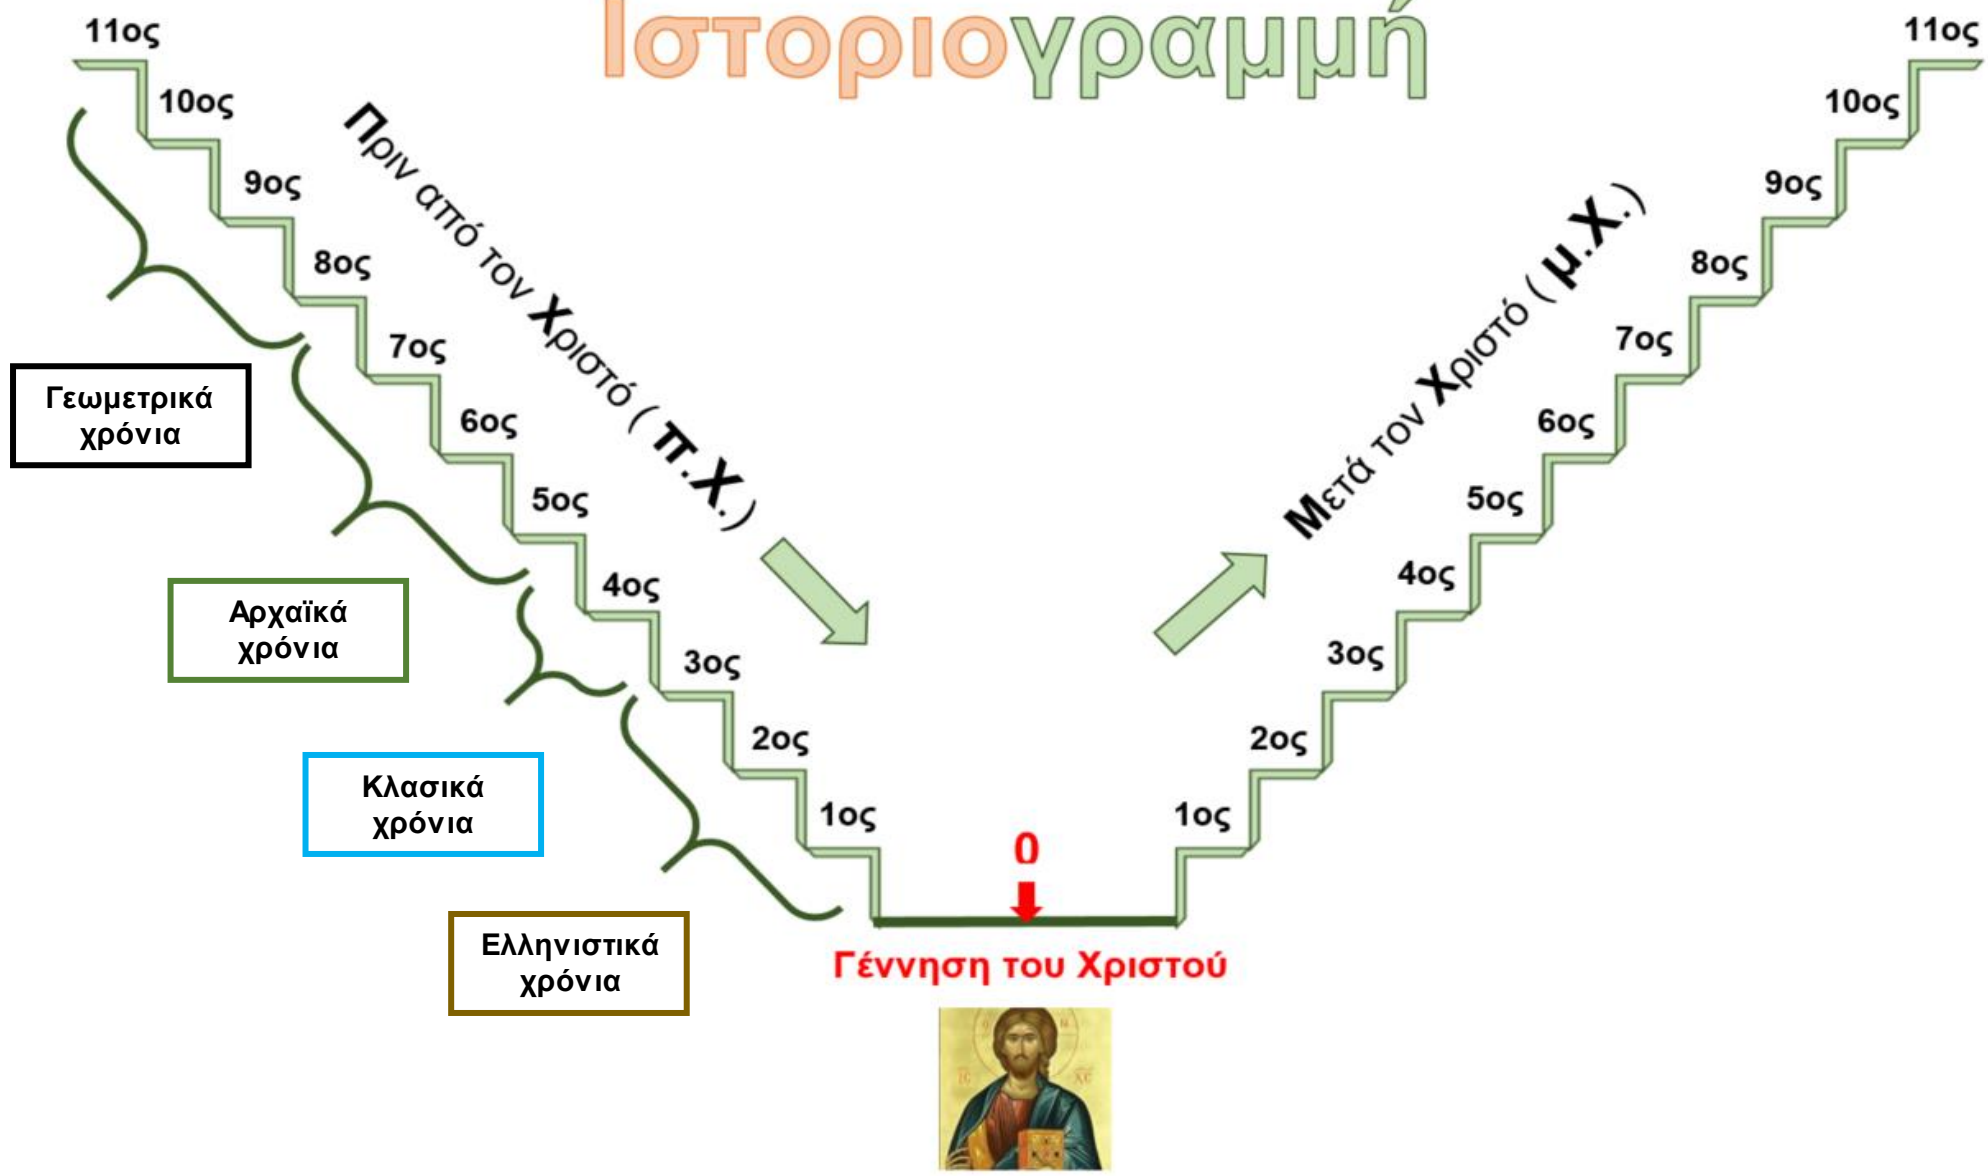 Ιστοριογραμμή
11ος
10ος
9ος
8ος
7ος
6ος
5ος
4ος
3ος
2ος
1ος
Πριν από τον Χριστό ( π.Χ.)
Γεωμετρικά
χρόνια
Αρχαϊκά
χρόνια
Κλασικά
χρόνια
Ελληνιστικά
χρόνια
0
Γέννηση του Χριστού
Μετά τον Χριστό ( μ.Χ.)
11ος
10ος
9ος
8ος
7ος
6ος
5ος
4ος
3ος
2ος
1ος